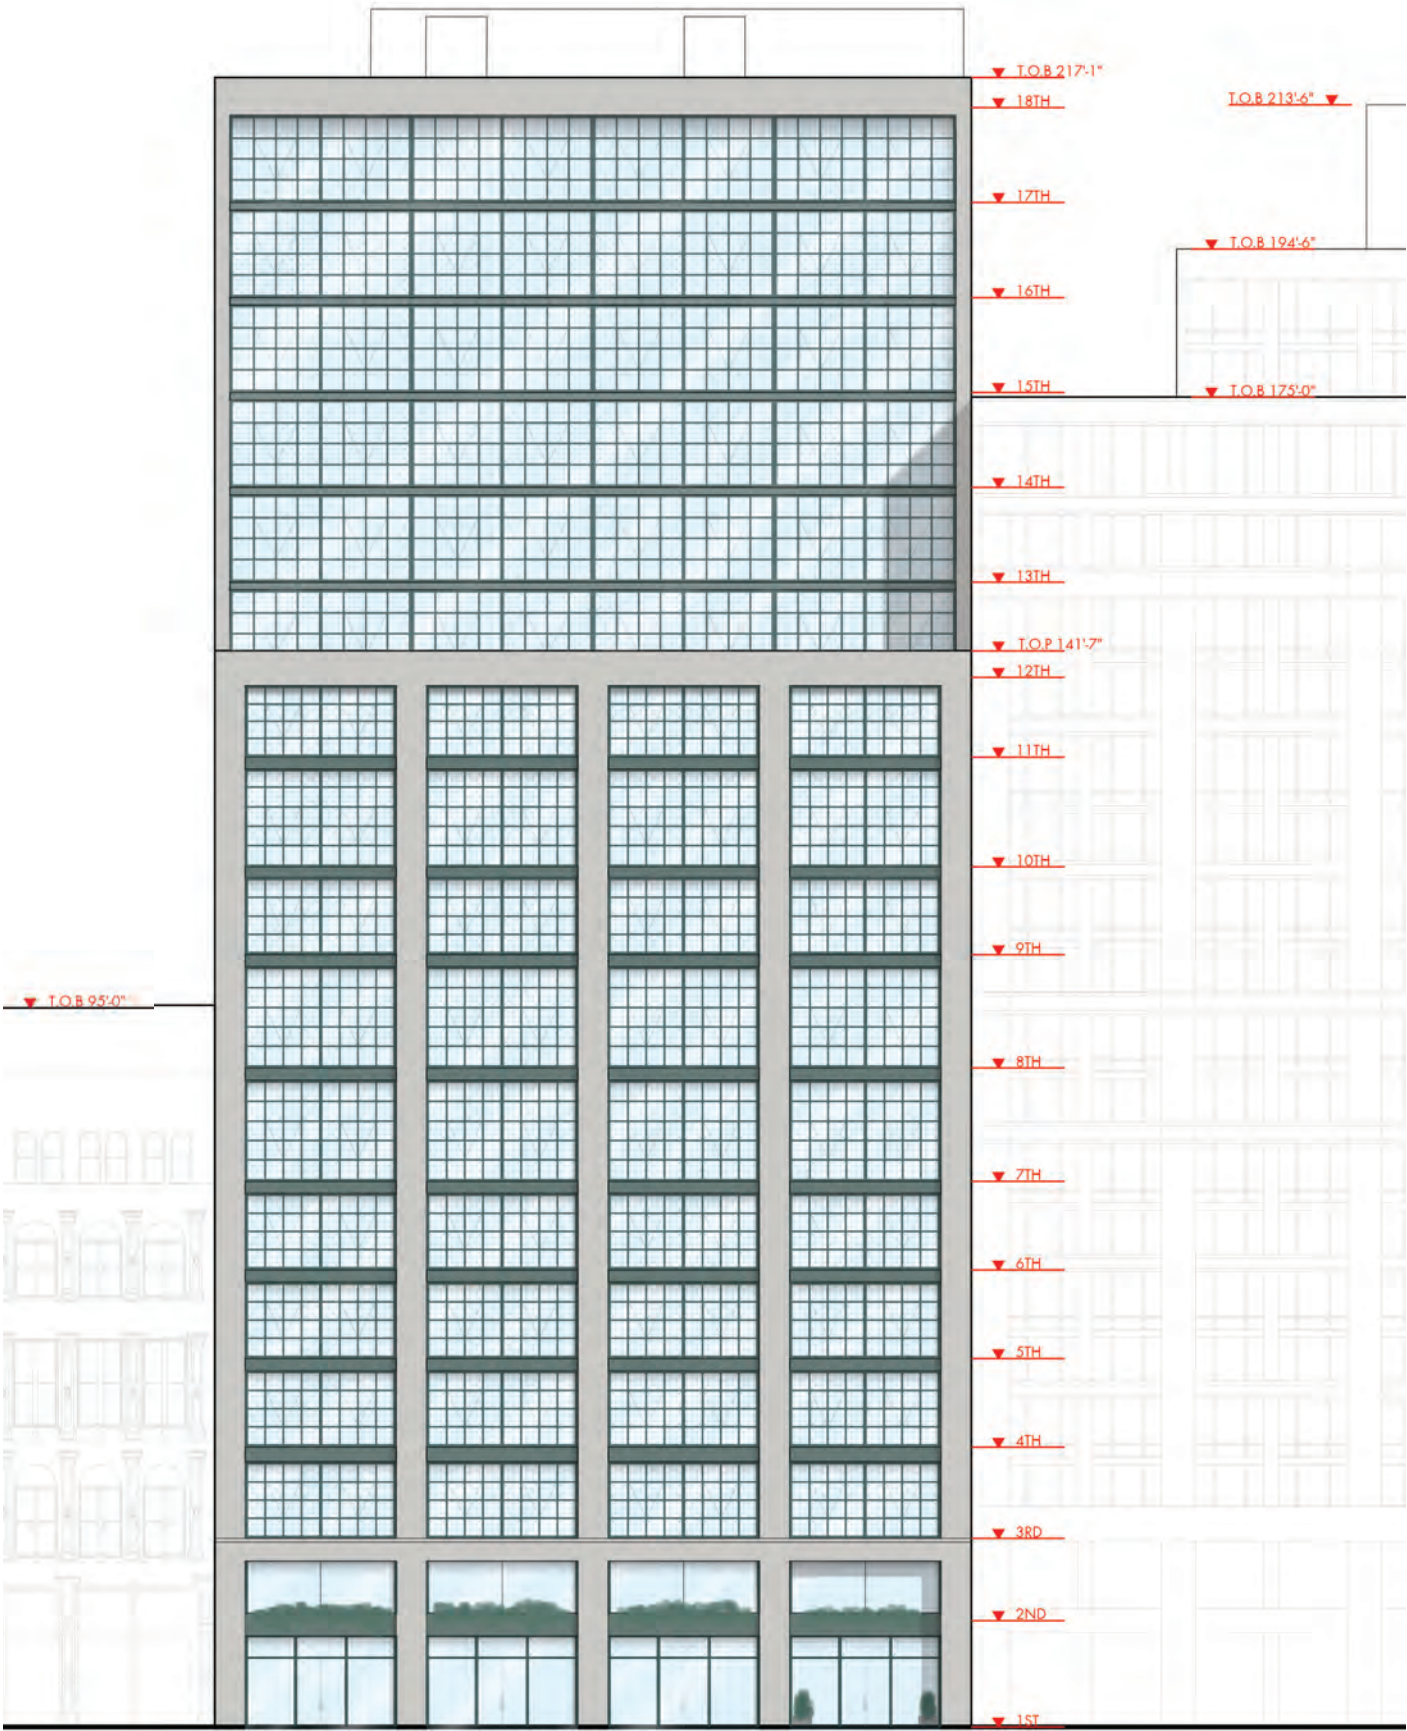 T.O.B 217'-1"
18TH
T.O.B 213'-6"
17TH
T.O.B 194'-6"
16TH
15TH
T.O.B 175'-0"
14TH
13TH
T.O.P 141'-7"
12TH
11TH
10TH
9TH
T.O.B 95'-0"
8TH
7TH
6TH
5TH
4TH
3RD
2ND
1ST